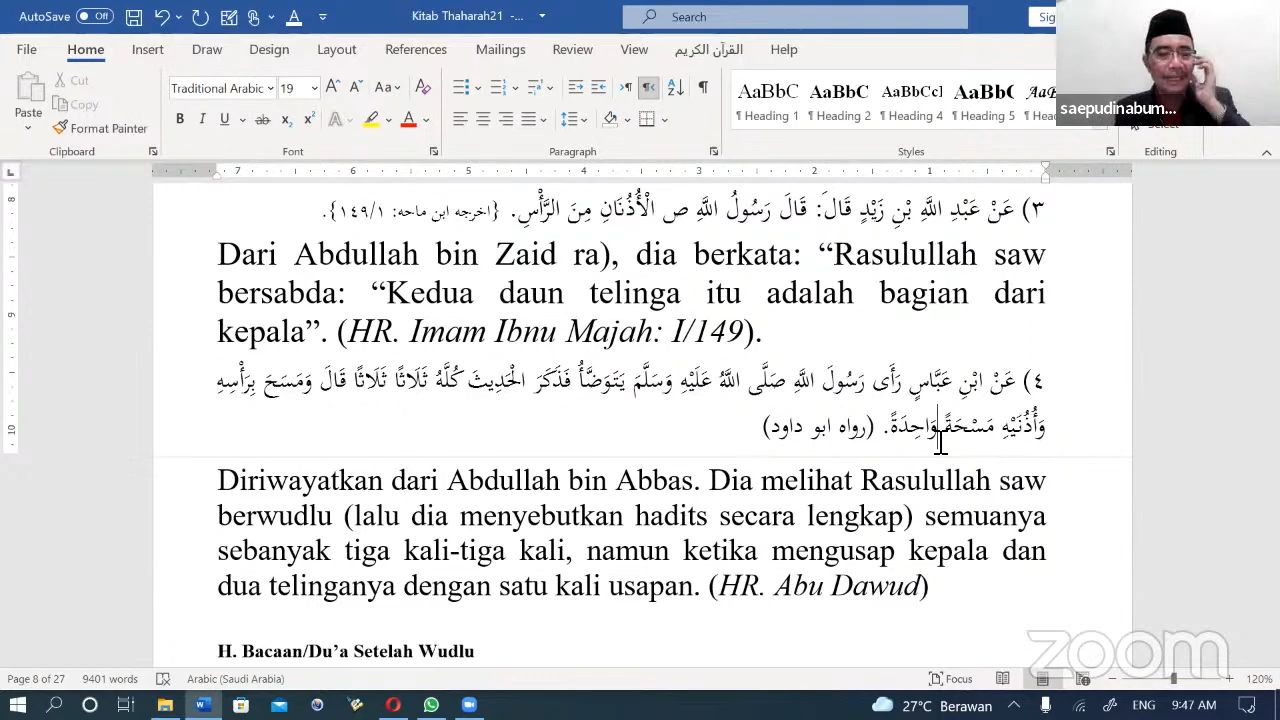 AutoSave Off Kitab Thaharah21 -... Search Sig
File Home Insert Draw Design Layout References Mailings Review View القرآن الكريم Help
Paste Cut Copy Format Painter
Traditional Arabic 19
AaBbC AaBbC AaBbCcI AaBbC
¶ Heading 1 ¶ Heading 2 ¶ Heading 4 ¶ Heading 5
Clipboard Font Paragraph Styles Editing
saepudinabum...
٣) عَنْ عَبْدِ اللَّهِ بْنِ زَيْدٍ قَالَ: قَالَ رَسُولُ اللَّهِ ص الْأُذُنَانِ مِنَ الرَّأْسِ. {اخرجه ابن ماحه: ١٤٩/١}.
Dari Abdullah bin Zaid ra), dia berkata: “Rasulullah saw
bersabda: “Kedua daun telinga itu adalah bagian dari
kepala”. (HR. Imam Ibnu Majah: I/149).
٤) عَنْ ابْنِ عَبَّاسٍ رَأَى رَسُولَ اللَّهِ صَلَّى اللَّهُ عَلَيْهِ وَسَلَّمَ يَتَوَضَّأُ فَذَكَرَ الْحَدِيثَ كُلَّهُ ثَلَاثًا ثَلَاثًا قَالَ وَمَسَحَ بِرَأْسِهِ
وَأُذُنَيْهِ مَسْحَةً وَاحِدَةً. (رواه ابو داود)
Diriwayatkan dari Abdullah bin Abbas. Dia melihat Rasulullah saw
berwudlu (lalu dia menyebutkan hadits secara lengkap) semuanya
sebanyak tiga kali-tiga kali, namun ketika mengusap kepala dan
dua telinganya dengan satu kali usapan. (HR. Abu Dawud)
H. Bacaan/Du’a Setelah Wudlu
zoom
Page 8 of 27 9401 words Arabic (Saudi Arabia) Focus 120%
27°C Berawan ENG 9:47 AM